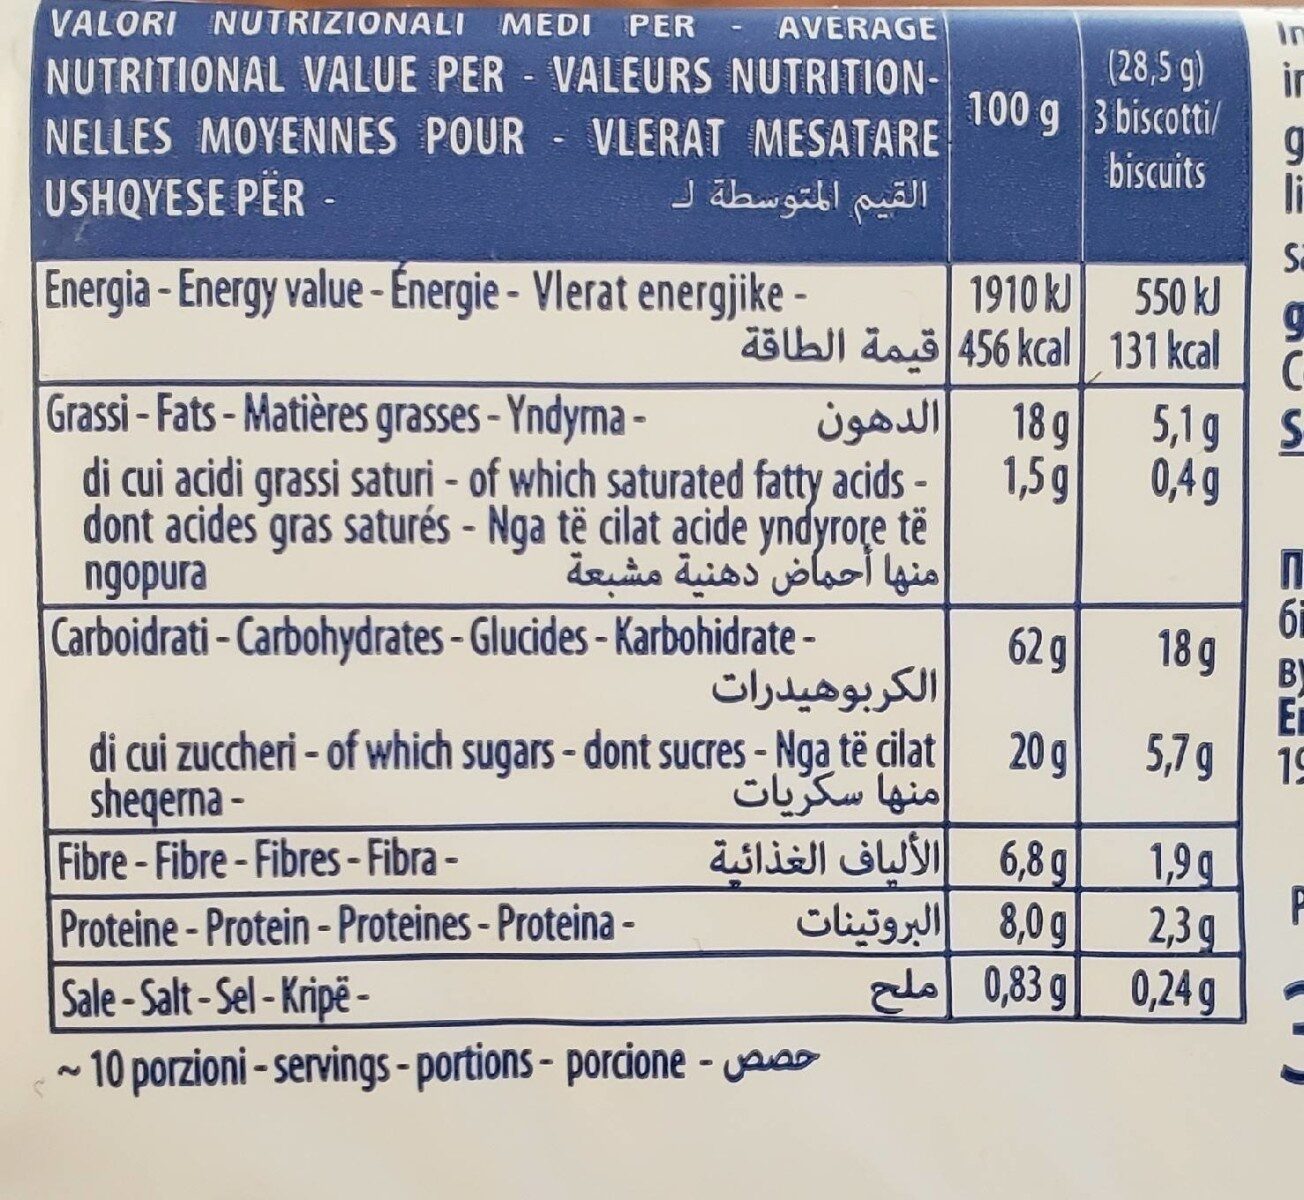 VALORI NUTRIZIONALI MEDI PER - AVERAGE
NUTRITIONAL VALUE PER - VALEURS NUTRITION-
NELLES MOYENNES POUR - VLERAT MESATARE
USHQYESE PËR - القيم المتوسطة لـ
100 g
(28,5 g)
3 biscotti/
biscuits
Energia - Energy value - Énergie - Vlerat energjike - 1910 kJ 550 kJ
قيمة الطاقة 456 kcal 131 kcal
Grassi - Fats - Matières grasses - Yndyrna - الدهون 18 g 5,1 g
di cui acidi grassi saturi - of which saturated fatty acids - 1,5 g 0,4 g
dont acides gras saturés - Nga të cilat acide yndyrore të
ngopura منها أحماض دهنية مشبعة
Carboidrati - Carbohydrates - Glucides - Karbohidrate - 62 g 18 g
الكربوهيدرات
di cui zuccheri - of which sugars - dont sucres - Nga të cilat 20 g 5,7 g
sheqerna - منها سكريات
Fibre - Fibre - Fibres - Fibra - الألياف الغذائية 6,8 g 1,9 g
Proteine - Protein - Proteines - Proteina - البروتينات 8,0 g 2,3 g
Sale - Salt - Sel - Kripë - ملح 0,83 g 0,24 g
~ 10 porzioni - servings - portions - porcione - حصص